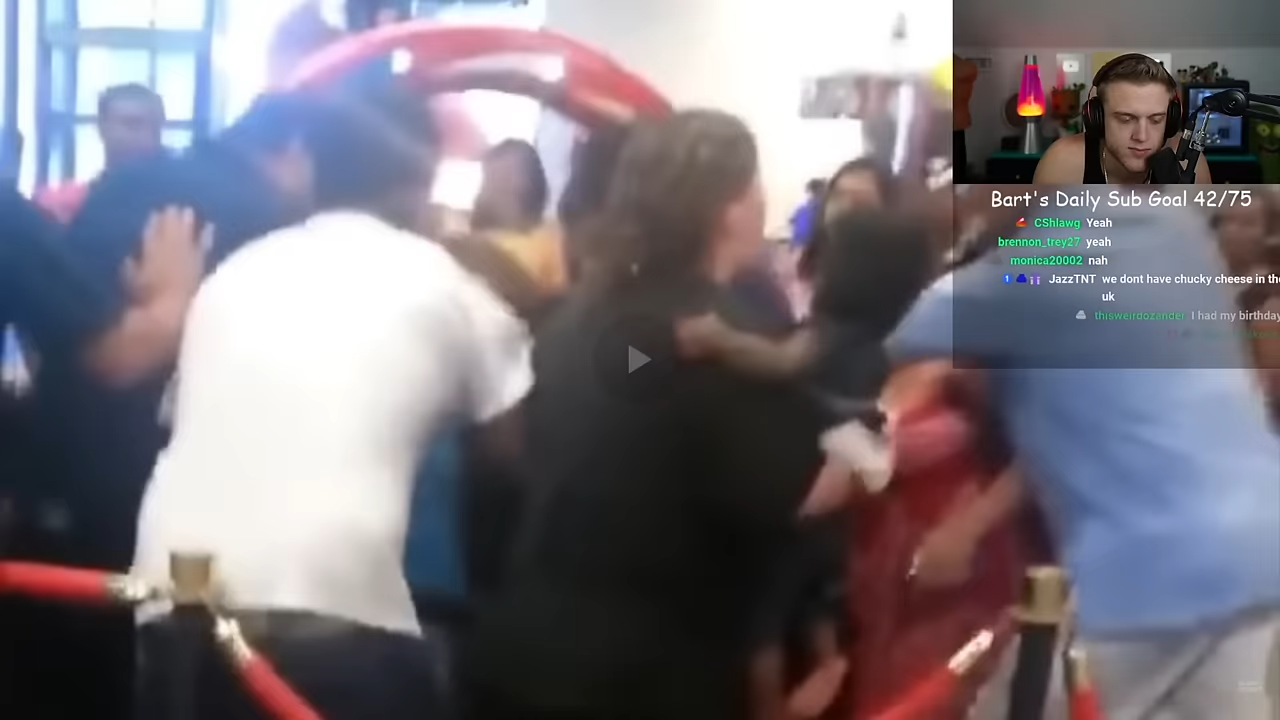 Bart's Daily Sub Goal 42/75
CShlawg Yeah
brennon_trey27 yeah
monica20002 nah
1 JazzTNT we dont have chucky cheese in the
uk
thisweirdozander I had my birthday